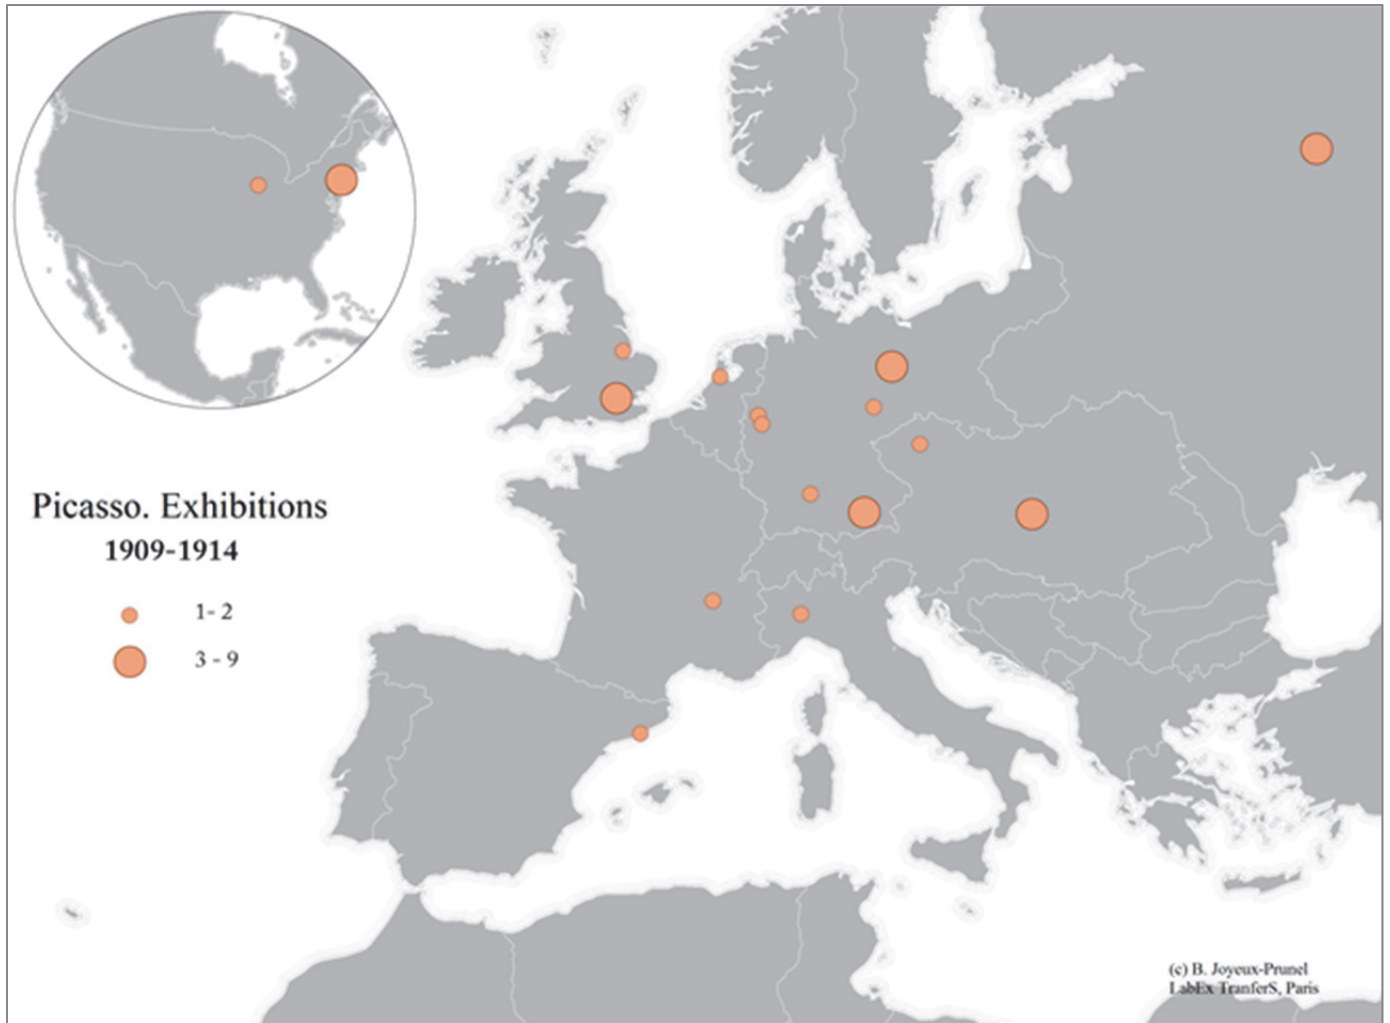 Picasso. Exhibitions
1909-1914
1- 2
3 - 9
(c) B. Joyeux-Prunel
LabEx TranferS, Paris